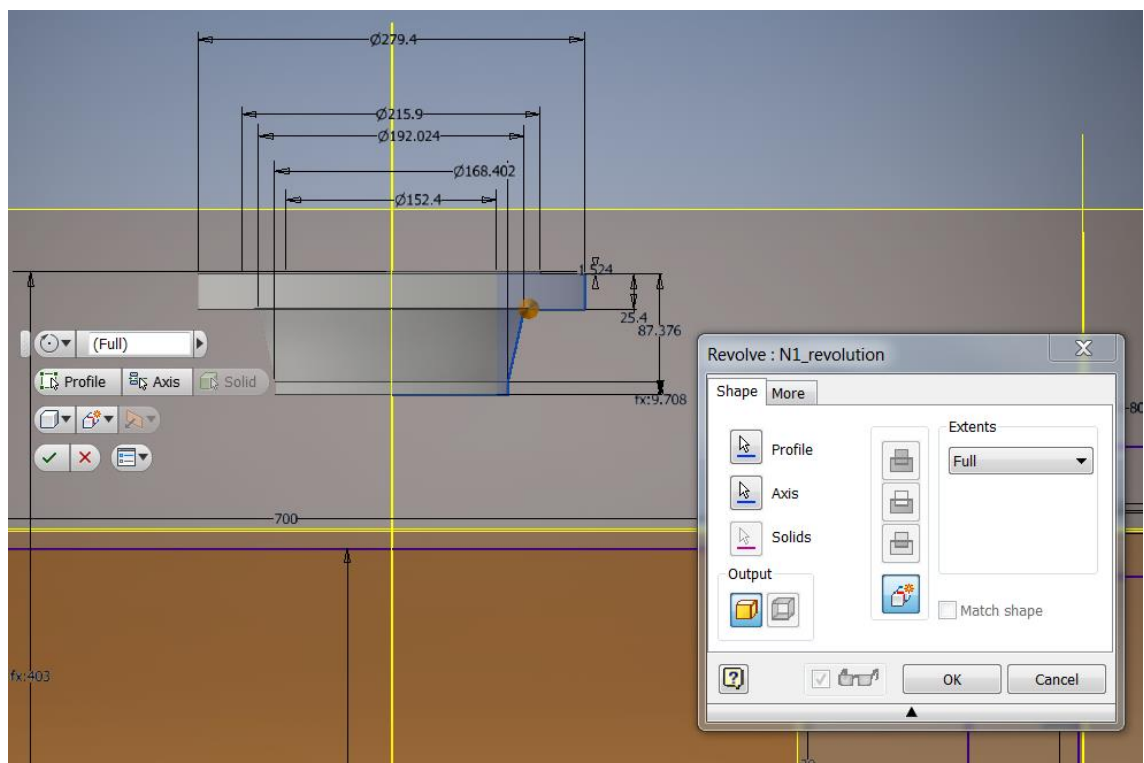 Ø279.4
Ø215.9
Ø192.024
Ø168.402
Ø152.4
1.524
25.4
87.376
fx:9.708
(Full)
Profile
Axis
Solid
700
fx:403
Revolve : N1_revolution
Shape
More
Profile
Axis
Solids
Output
Extents
Full
Match shape
OK
Cancel